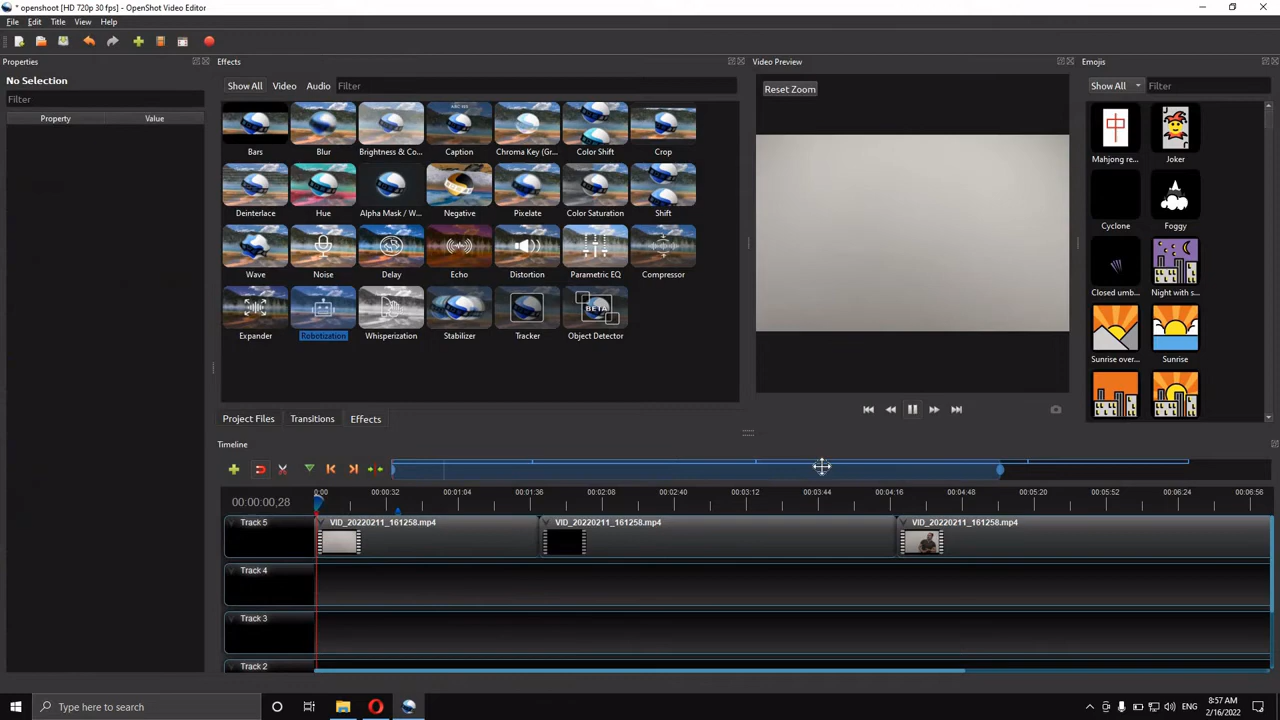 * openshoot [HD 720p 30 fps] - OpenShot Video Editor
File Edit Title View Help
Properties
Effects
Video Preview
Emojis
No Selection
Show All Video Audio Filter
Reset Zoom
Show All Filter
Filter
Property Value
Bars Blur Brightness & Co... Caption Chroma Key (Gr... Color Shift Crop
Mahjong re... Joker
Deinterlace Hue Alpha Mask / W... Negative Pixelate Color Saturation Shift
Cyclone Foggy
Wave Noise Delay Echo Distortion Parametric EQ Compressor
Closed umb... Night with s...
BETA
Expander Robotization Whisperization Stabilizer Tracker Object Detector
Sunrise over... Sunrise
Project Files Transitions Effects
Timeline
00:00:00,28
0:00 00:00:32 00:01:04 00:01:36 00:02:08 00:02:40 00:03:12 00:03:44 00:04:16 00:04:48 00:05:20 00:05:52 00:06:24 00:06:56
Track 5 VID_20220211_161258.mp4 VID_20220211_161258.mp4 VID_20220211_161258.mp4
Track 4
Track 3
Track 2
Type here to search
8:57 AM
2/16/2022